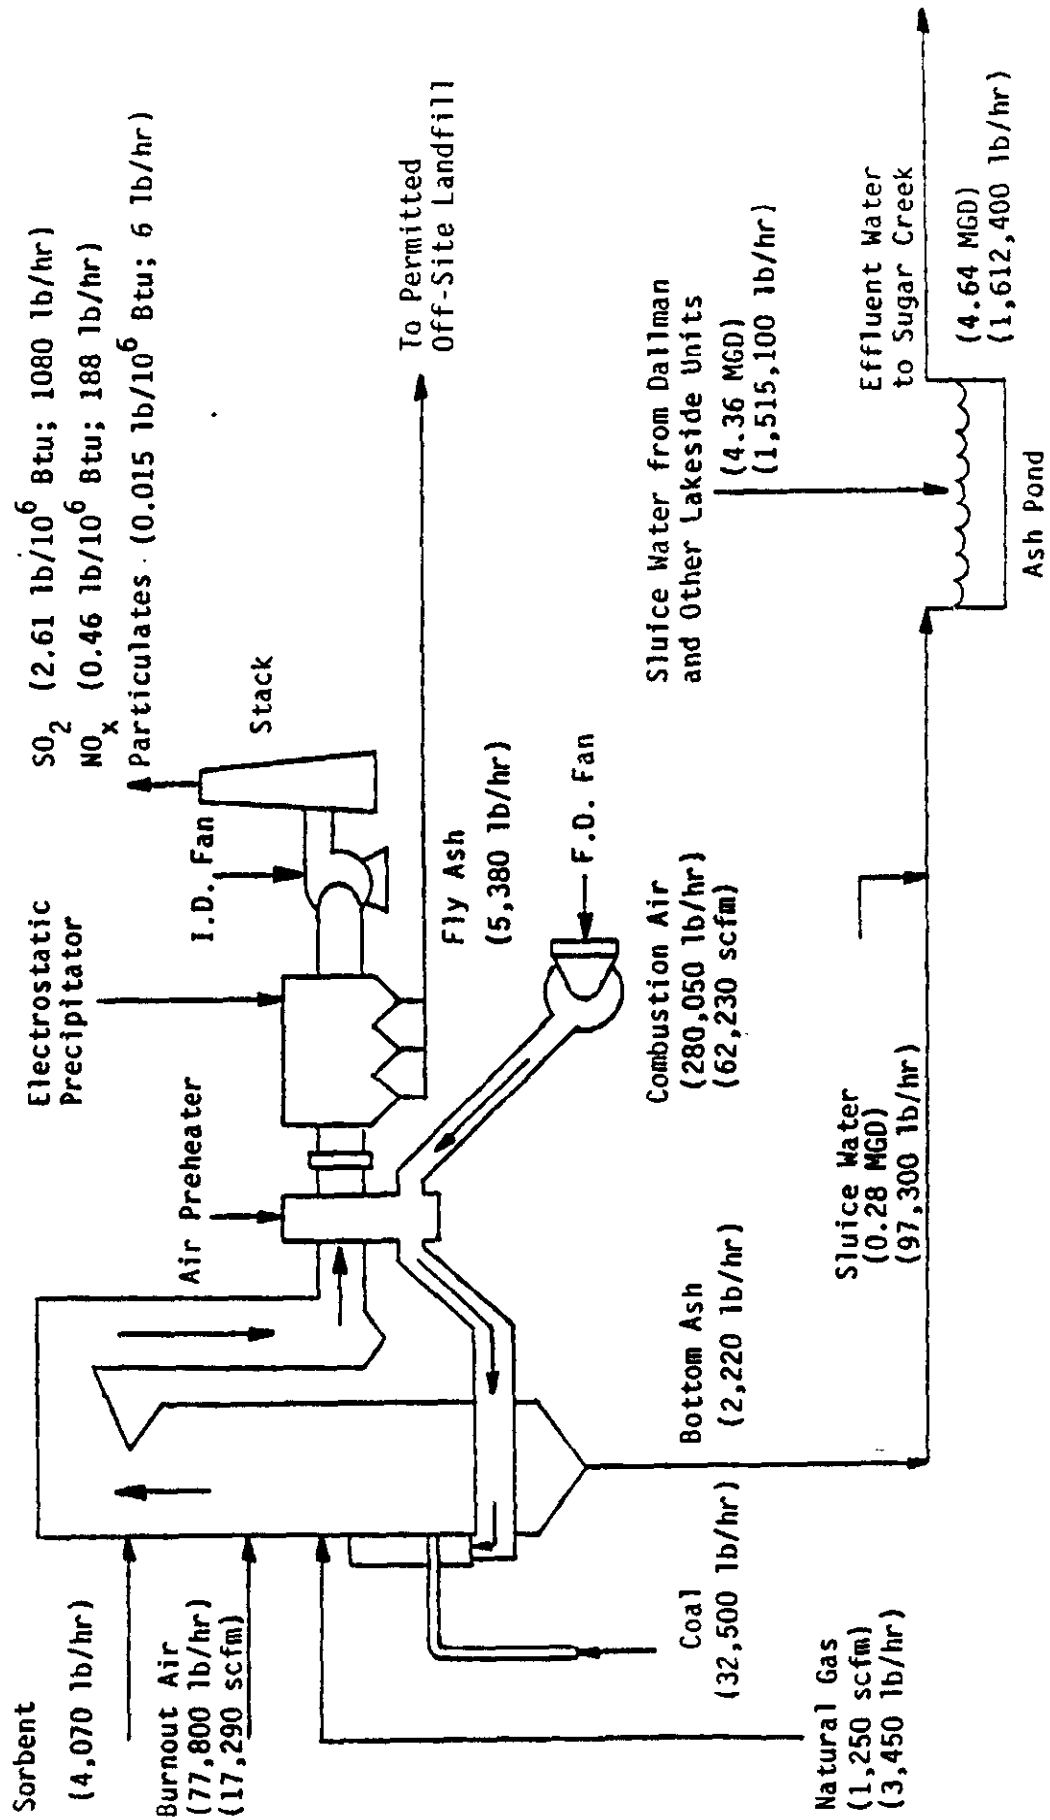 Sorbent
(4,070 lb/hr)
Burnout Air
(77,800 lb/hr)
(17,290 scfm)
Natural Gas
(1,250 scfm)
(3,450 lb/hr)
Coal
(32,500 lb/hr)
Bottom Ash
(2,220 lb/hr)
Air Preheater
Electrostatic
Precipitator
I.D. Fan
Stack
SO2 (2.61 lb/10^6 Btu; 1080 lb/hr)
NOx (0.46 lb/10^6 Btu; 188 lb/hr)
Particulates (0.015 lb/10^6 Btu; 6 lb/hr)
Fly Ash
(5,380 lb/hr)
To Permitted
Off-Site Landfill
F.D. Fan
Combustion Air
(280,050 lb/hr)
(62,230 scfm)
Sluice Water
(0.28 MGD)
(97,300 lb/hr)
Sluice Water from Dallman
and Other Lakeside Units
(4.36 MGD)
(1,515,100 lb/hr)
Effluent Water
to Sugar Creek
(4.64 MGD)
(1,612,400 lb/hr)
Ash Pond